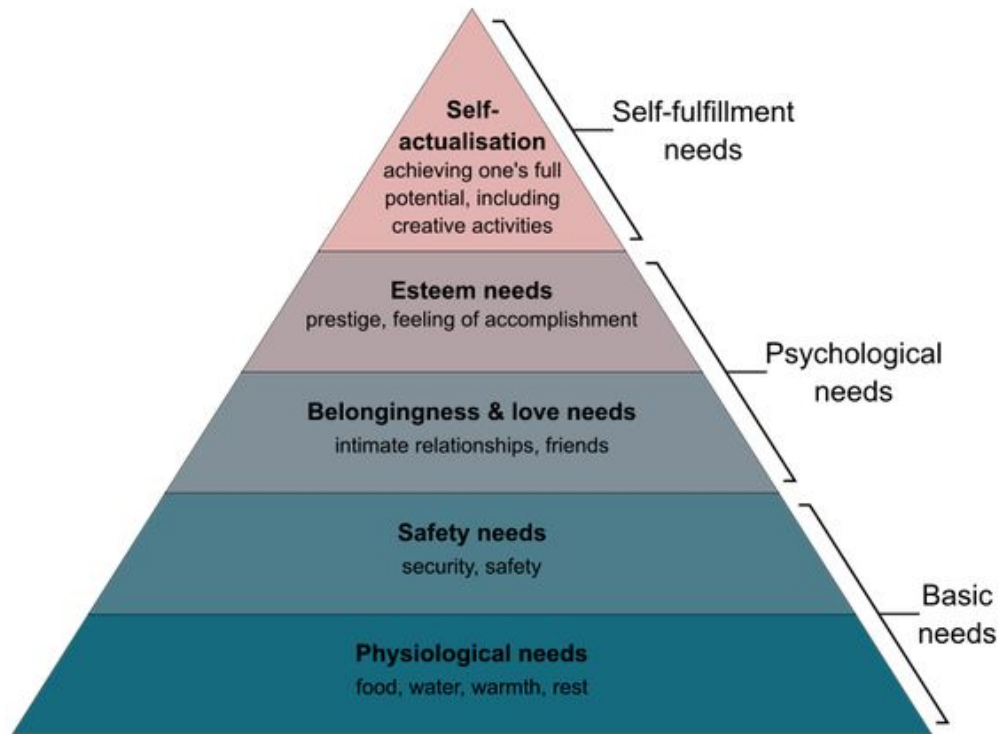 Self-
actualisation
achieving one's full
potential, including
creative activities
Self-fulfillment
needs
Esteem needs
prestige, feeling of accomplishment
Psychological
needs
Belongingness & love needs
intimate relationships, friends
Safety needs
security, safety
Basic
needs
Physiological needs
food, water, warmth, rest